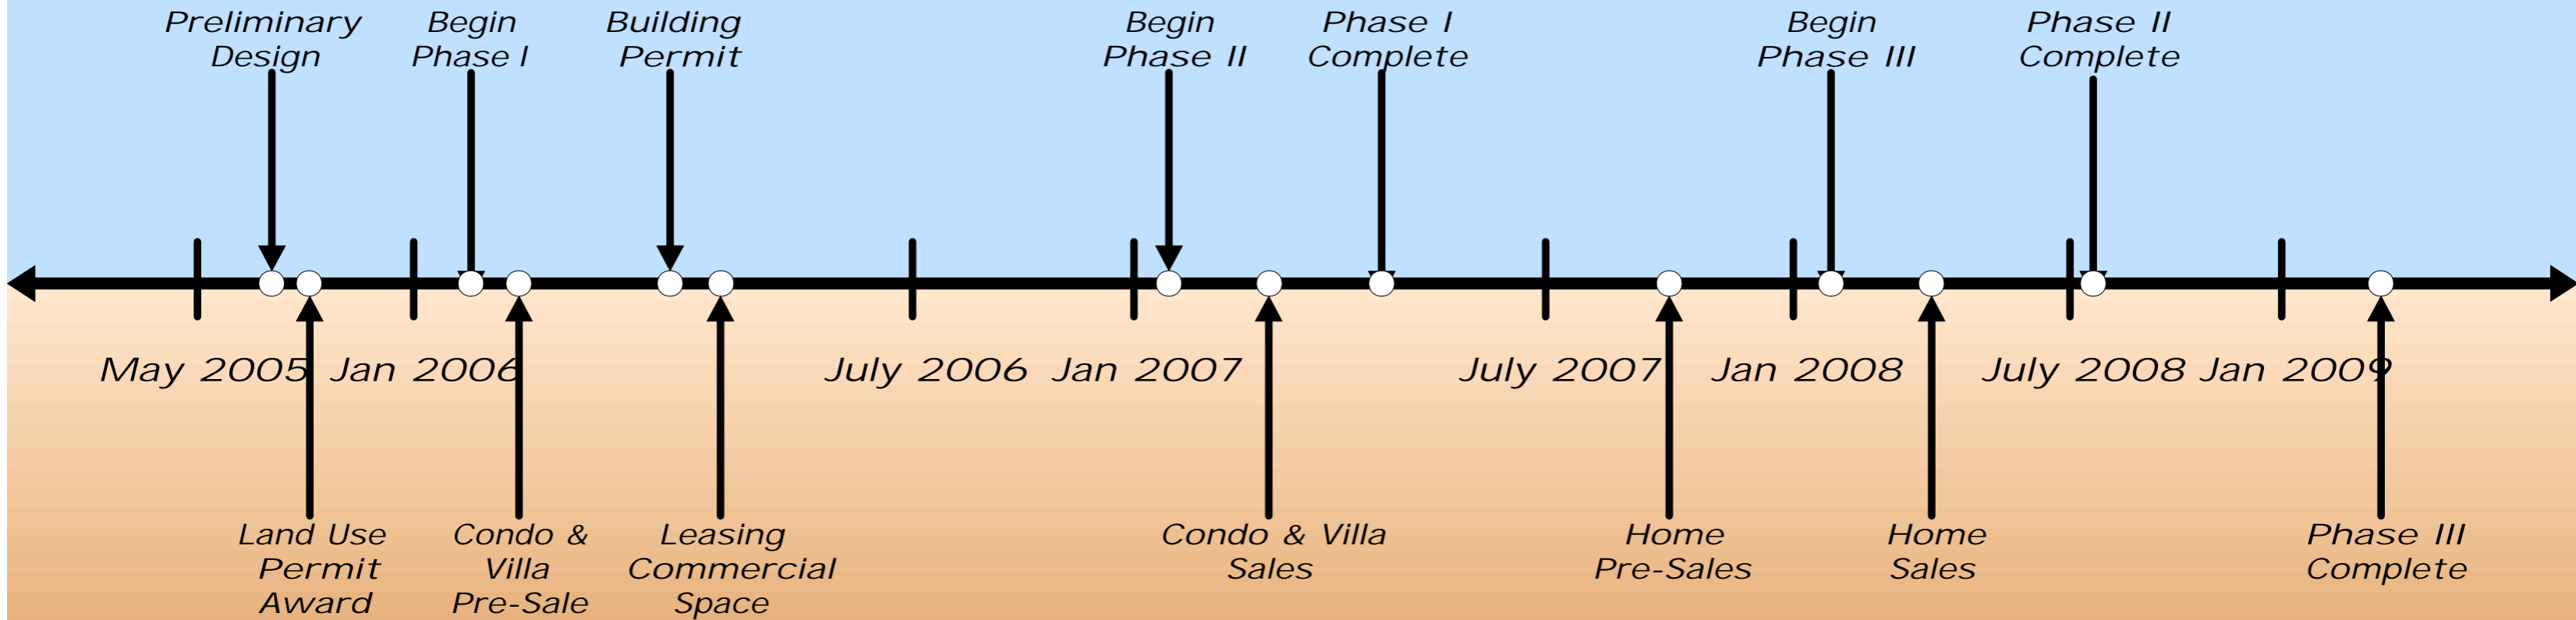 Preliminary
Design
Begin
Phase I
Building
Permit
Begin
Phase II
Phase I
Complete
Begin
Phase III
Phase II
Complete
May 2005
Jan 2006
July 2006
Jan 2007
July 2007
Jan 2008
July 2008
Jan 2009
Land Use
Permit
Award
Condo &
Villa
Pre-Sale
Leasing
Commercial
Space
Condo & Villa
Sales
Home
Pre-Sales
Home
Sales
Phase III
Complete